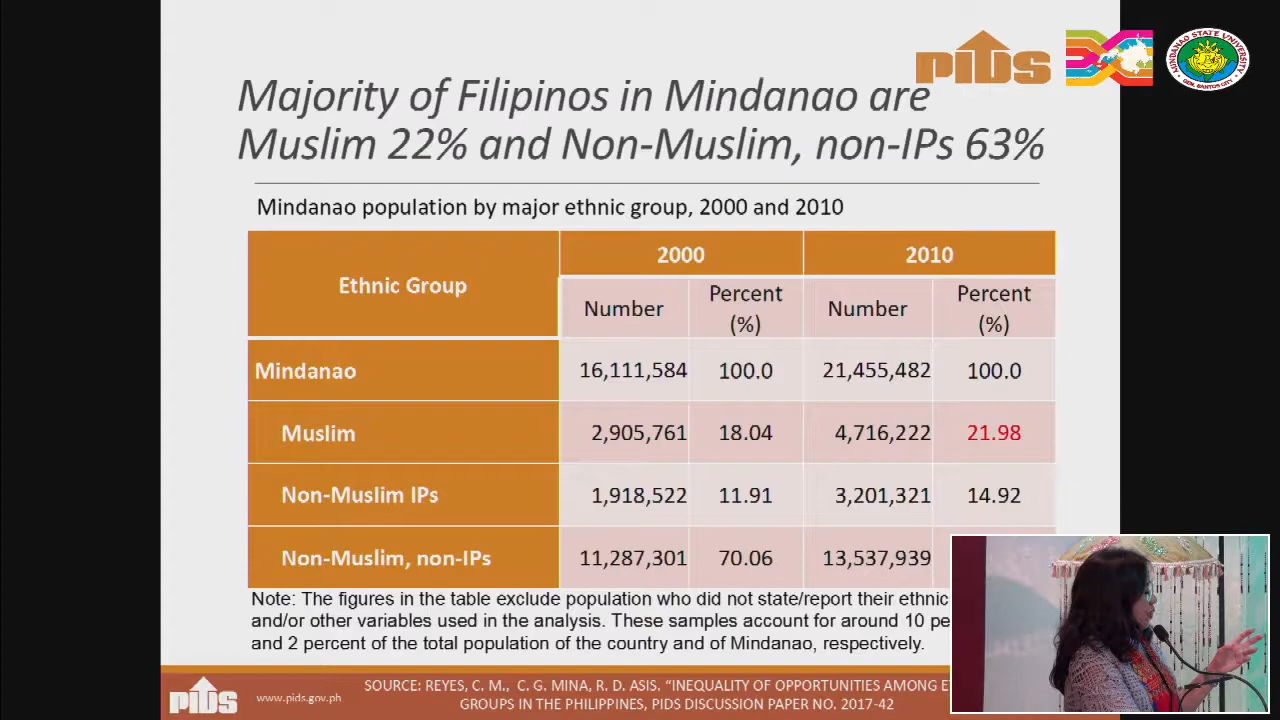 PIDS
MINDANAO STATE UNIVERSITY
GEN. SANTOS CITY
Majority of Filipinos in Mindanao are
Muslim 22% and Non-Muslim, non-IPs 63%
Mindanao population by major ethnic group, 2000 and 2010
Ethnic Group 2000 2010
Number Percent (%) Number Percent (%)
Mindanao 16,111,584 100.0 21,455,482 100.0
Muslim 2,905,761 18.04 4,716,222 21.98
Non-Muslim IPs 1,918,522 11.91 3,201,321 14.92
Non-Muslim, non-IPs 11,287,301 70.06 13,537,939
Note: The figures in the table exclude population who did not state/report their ethnic
and/or other variables used in the analysis. These samples account for around 10 pe
and 2 percent of the total population of the country and of Mindanao, respectively.
PIDS
www.pids.gov.ph
SOURCE: REYES, C. M., C. G. MINA, R. D. ASIS. "INEQUALITY OF OPPORTUNITIES AMONG E
GROUPS IN THE PHILIPPINES, PIDS DISCUSSION PAPER NO. 2017-42